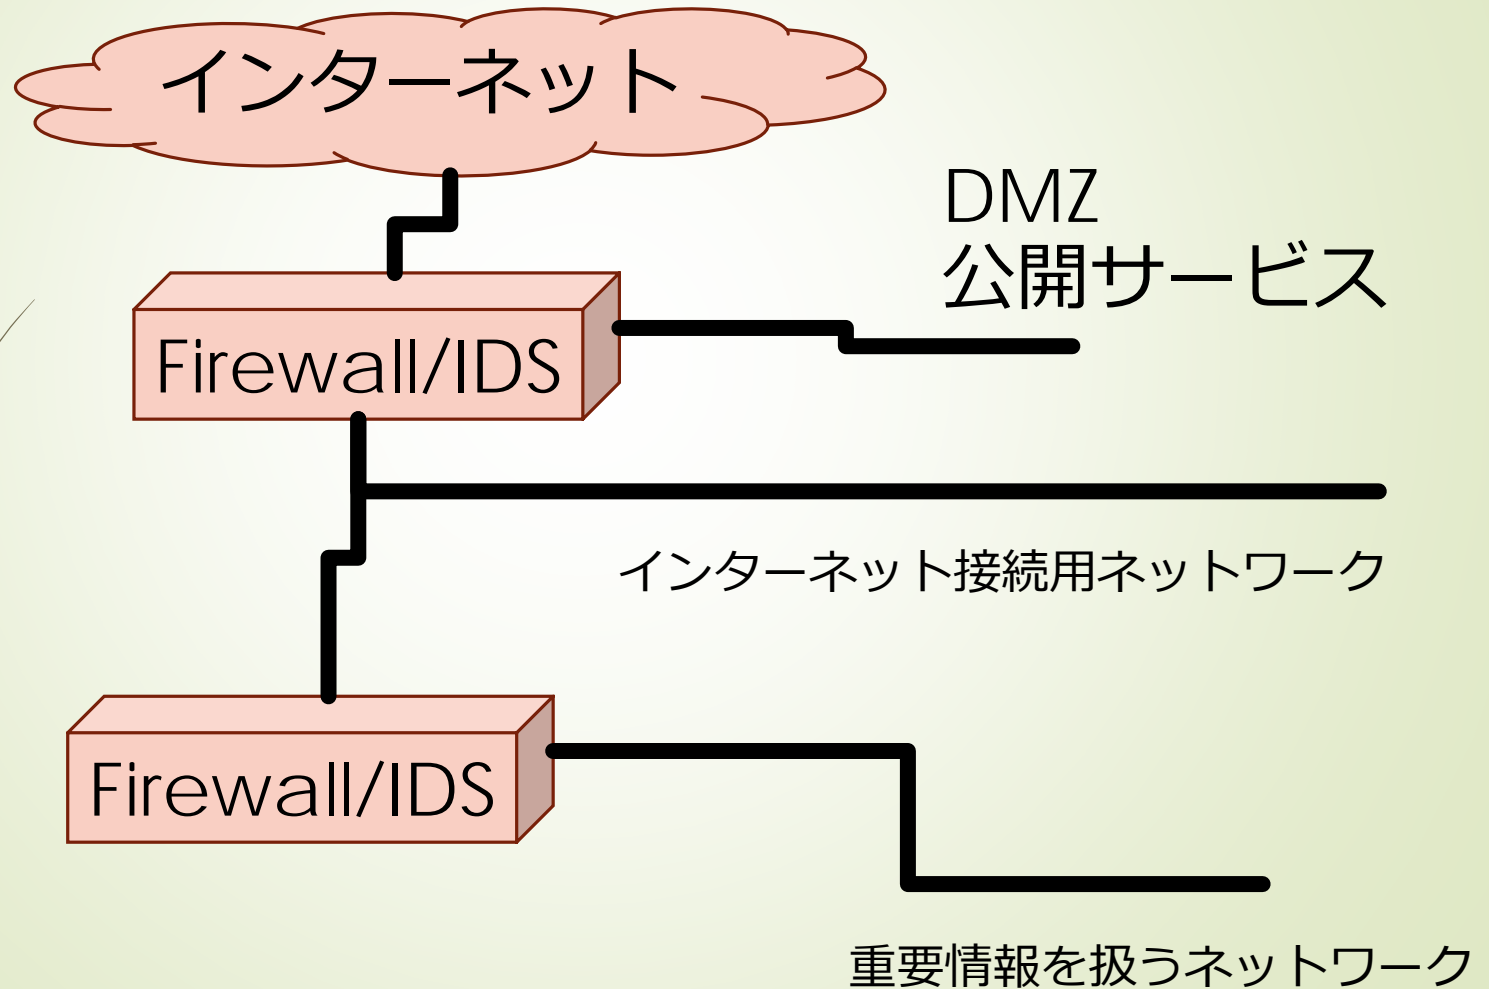 インターネット
DMZ
公開サービス
Firewall/IDS
インターネット接続用ネットワーク
Firewall/IDS
重要情報を扱うネットワーク